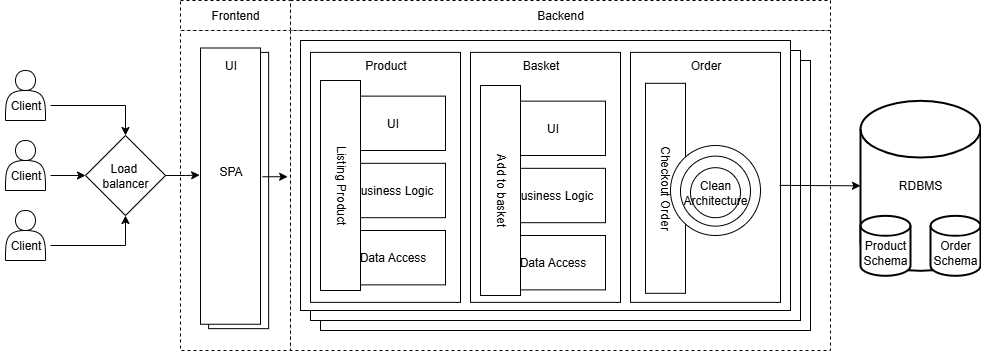 Frontend
Backend
Client
Client
Client
Load
balancer
UI
SPA
Product
Listing Product
UI
usiness Logic
Data Access
Basket
Add to basket
UI
usiness Logic
Data Access
Order
Checkout Order
Clean
Architecture
RDBMS
Product
Schema
Order
Schema